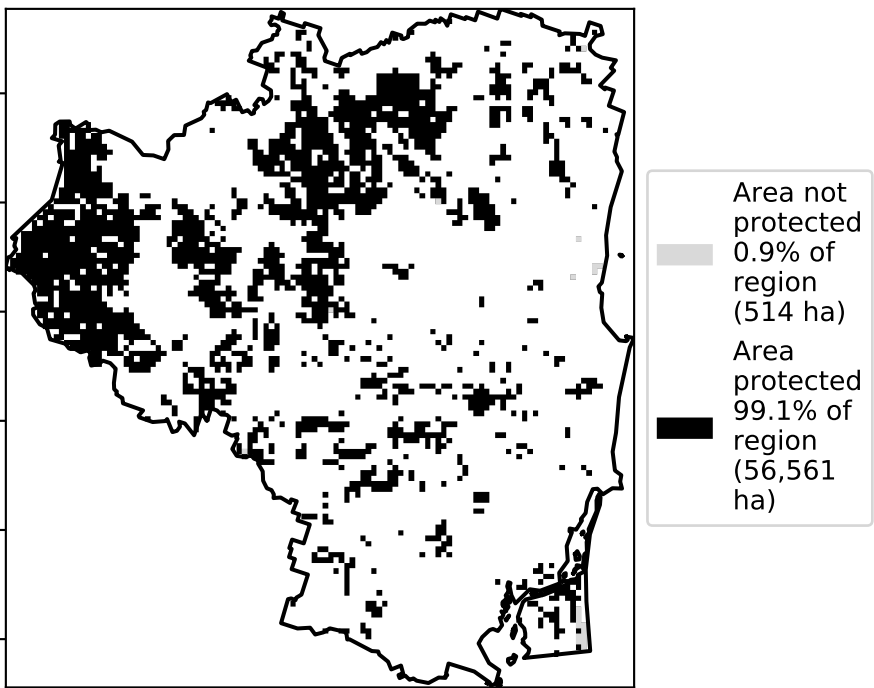 Area not
protected
0.9% of
region
(514 ha)
Area
protected
99.1% of
region
(56,561
ha)